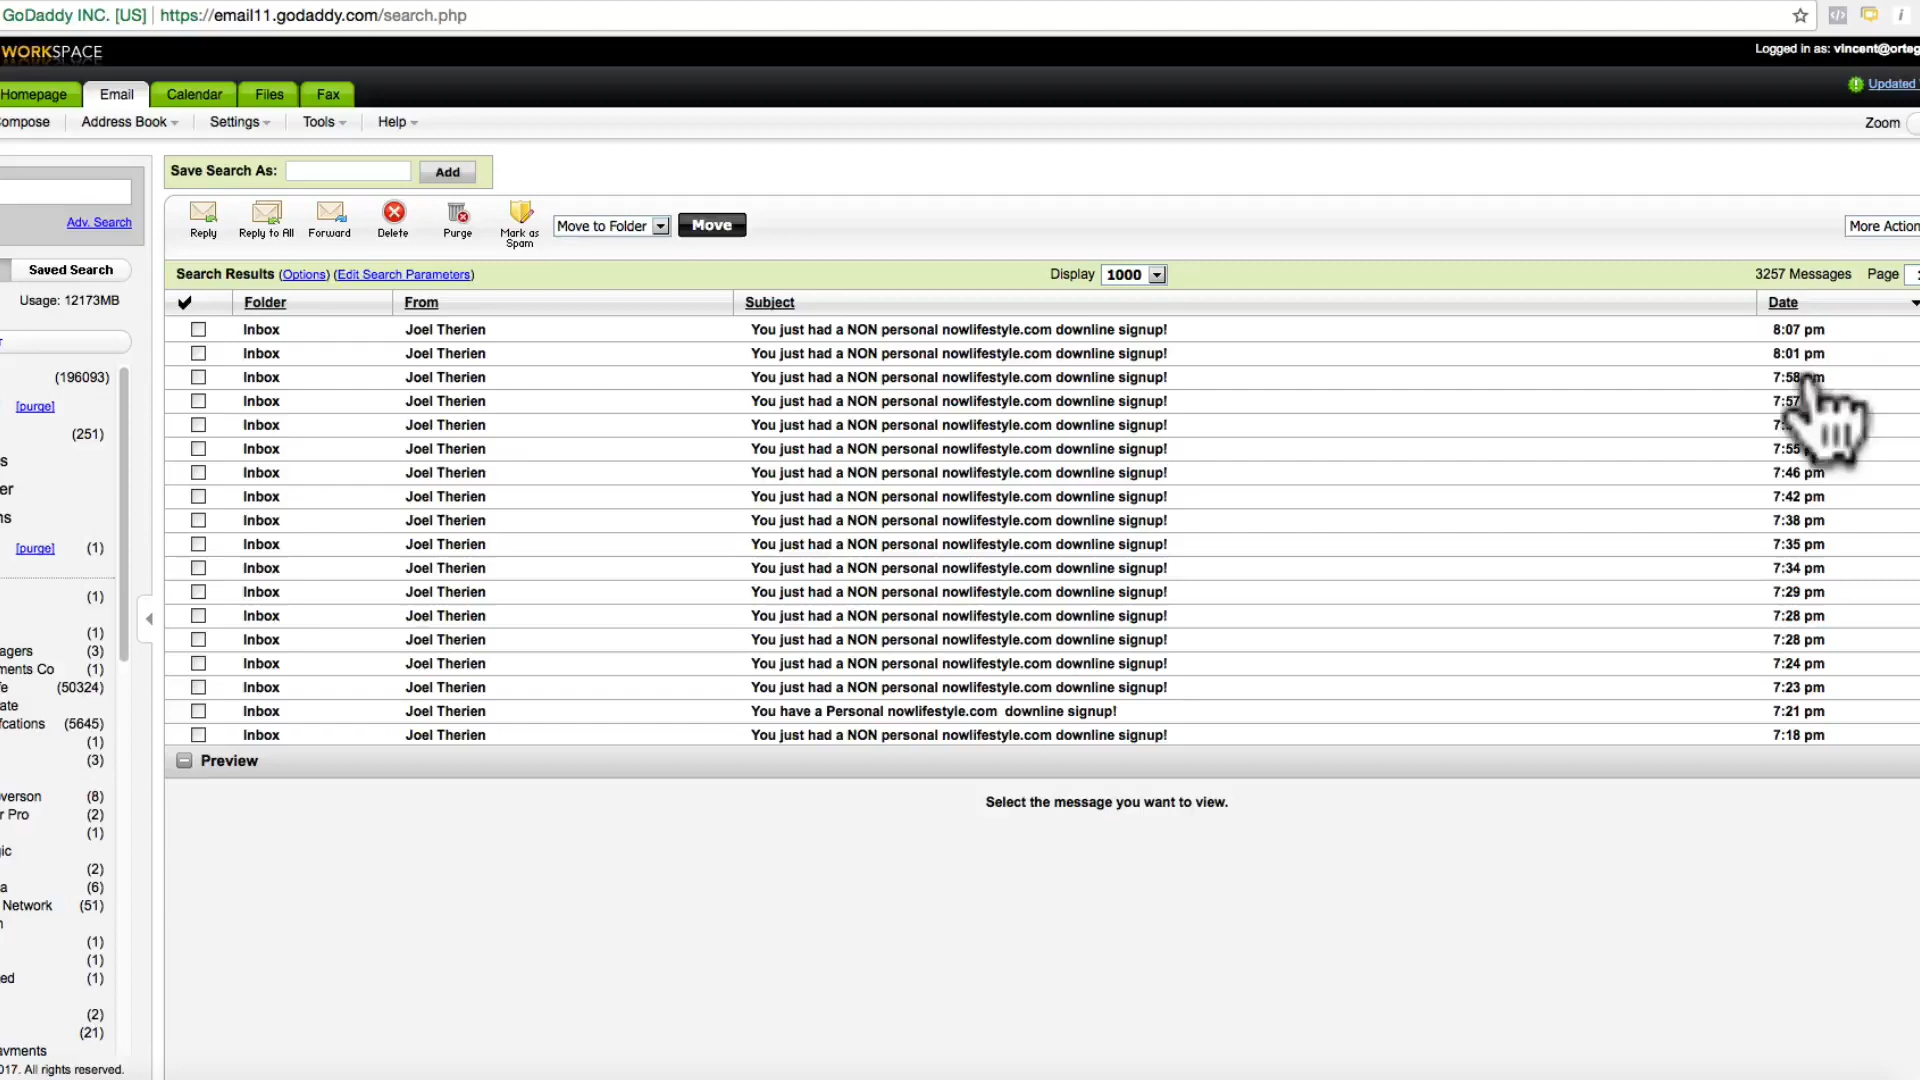 GoDaddy INC. [US] https://email11.godaddy.com/search.php
WORKSPACE
Logged in as: vincent@orteg
Homepage Email Calendar Files Fax
Updated
ompose Address Book Settings Tools Help
Zoom
Save Search As: Add
Adv. Search
Reply Reply to All Forward Delete Purge Mark as Spam Move to Folder Move
More Action
Saved Search
Search Results (Options) (Edit Search Parameters) Display 1000 3257 Messages Page
Usage: 12173MB
Folder From Subject Date
Inbox Joel Therien You just had a NON personal nowlifestyle.com downline signup! 8:07 pm
Inbox Joel Therien You just had a NON personal nowlifestyle.com downline signup! 8:01 pm
Inbox Joel Therien You just had a NON personal nowlifestyle.com downline signup! 7:58 pm
Inbox Joel Therien You just had a NON personal nowlifestyle.com downline signup! 7:57
Inbox Joel Therien You just had a NON personal nowlifestyle.com downline signup!
Inbox Joel Therien You just had a NON personal nowlifestyle.com downline signup! 7:55
Inbox Joel Therien You just had a NON personal nowlifestyle.com downline signup! 7:46 pm
Inbox Joel Therien You just had a NON personal nowlifestyle.com downline signup! 7:42 pm
Inbox Joel Therien You just had a NON personal nowlifestyle.com downline signup! 7:38 pm
Inbox Joel Therien You just had a NON personal nowlifestyle.com downline signup! 7:35 pm
Inbox Joel Therien You just had a NON personal nowlifestyle.com downline signup! 7:34 pm
Inbox Joel Therien You just had a NON personal nowlifestyle.com downline signup! 7:29 pm
Inbox Joel Therien You just had a NON personal nowlifestyle.com downline signup! 7:28 pm
Inbox Joel Therien You just had a NON personal nowlifestyle.com downline signup! 7:28 pm
Inbox Joel Therien You just had a NON personal nowlifestyle.com downline signup! 7:24 pm
Inbox Joel Therien You just had a NON personal nowlifestyle.com downline signup! 7:23 pm
Inbox Joel Therien You have a Personal nowlifestyle.com downline signup! 7:21 pm
Inbox Joel Therien You just had a NON personal nowlifestyle.com downline signup! 7:18 pm
Preview
Select the message you want to view.
(196093)
[purge]
(251)
s
er
ns
[purge] (1)
(1)
(1)
agers (3)
ments Co (1)
fe (50324)
ate
fcations (5645)
(1)
(3)
verson (8)
r Pro (2)
(1)
gic
(2)
a (6)
Network (51)
n
(1)
(1)
ed (1)
(2)
(21)
ayments
017. All rights reserved.